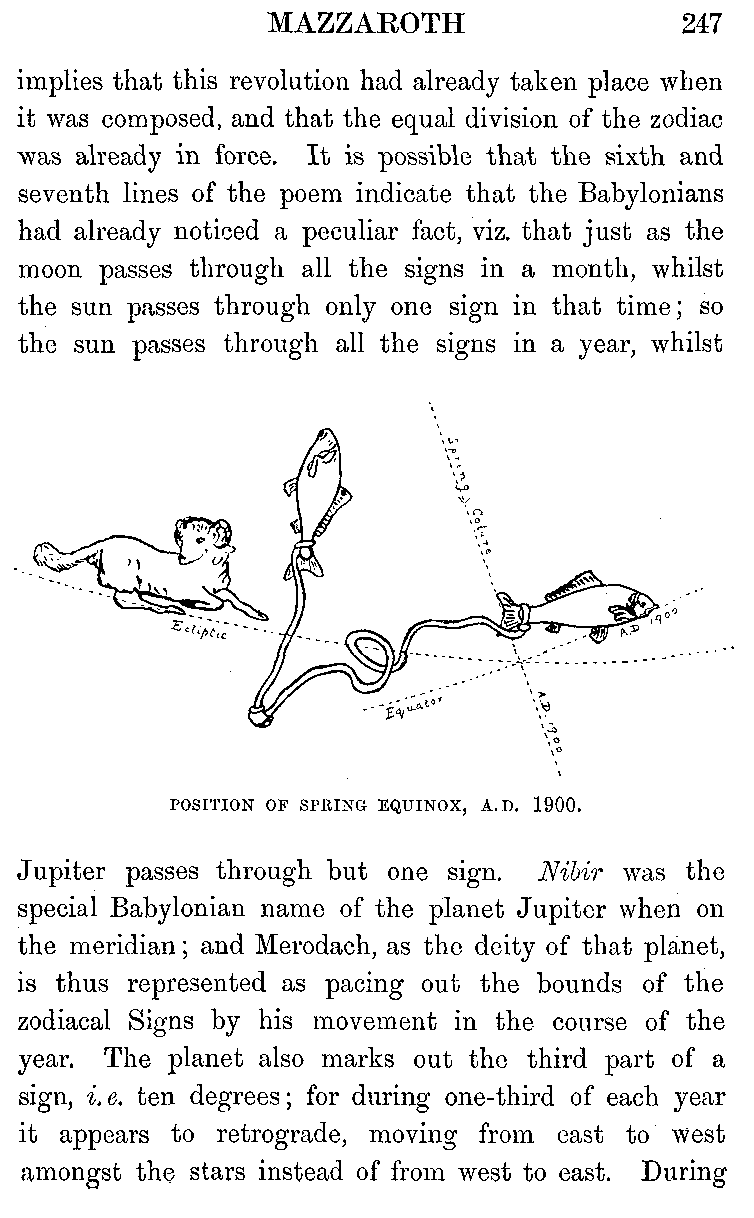 MAZZAROTH 247
implies that this revolution had already taken place when
it was composed, and that the equal division of the zodiac
was already in force. It is possible that the sixth and
seventh lines of the poem indicate that the Babylonians
had already noticed a peculiar fact, viz. that just as the
moon passes through all the signs in a month, whilst
the sun passes through only one sign in that time; so
the sun passes through all the signs in a year, whilst
Spring Colure
Ecliptic
A.D 1900
Equator
A.D. 1900
POSITION OF SPRING EQUINOX, A.D. 1900.
Jupiter passes through but one sign. Nibir was the
special Babylonian name of the planet Jupiter when on
the meridian; and Merodach, as the deity of that planet,
is thus represented as pacing out the bounds of the
zodiacal Signs by his movement in the course of the
year. The planet also marks out the third part of a
sign, i.e. ten degrees; for during one-third of each year
it appears to retrograde, moving from east to west
amongst the stars instead of from west to east. During